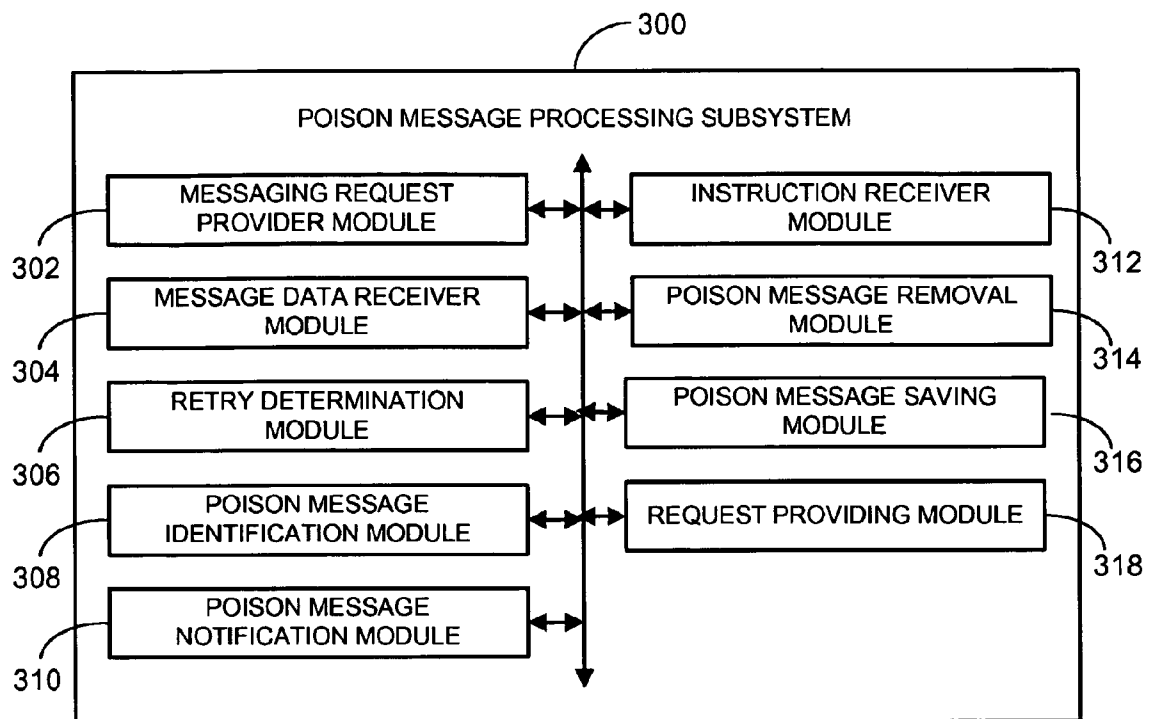 300
POISON MESSAGE PROCESSING SUBSYSTEM
MESSAGING REQUEST
PROVIDER MODULE
302
MESSAGE DATA RECEIVER
MODULE
304
RETRY DETERMINATION
MODULE
306
POISON MESSAGE
IDENTIFICATION MODULE
308
POISON MESSAGE
NOTIFICATION MODULE
310
INSTRUCTION RECEIVER
MODULE
312
POISON MESSAGE REMOVAL
MODULE
314
POISON MESSAGE SAVING
MODULE
316
REQUEST PROVIDING MODULE
318